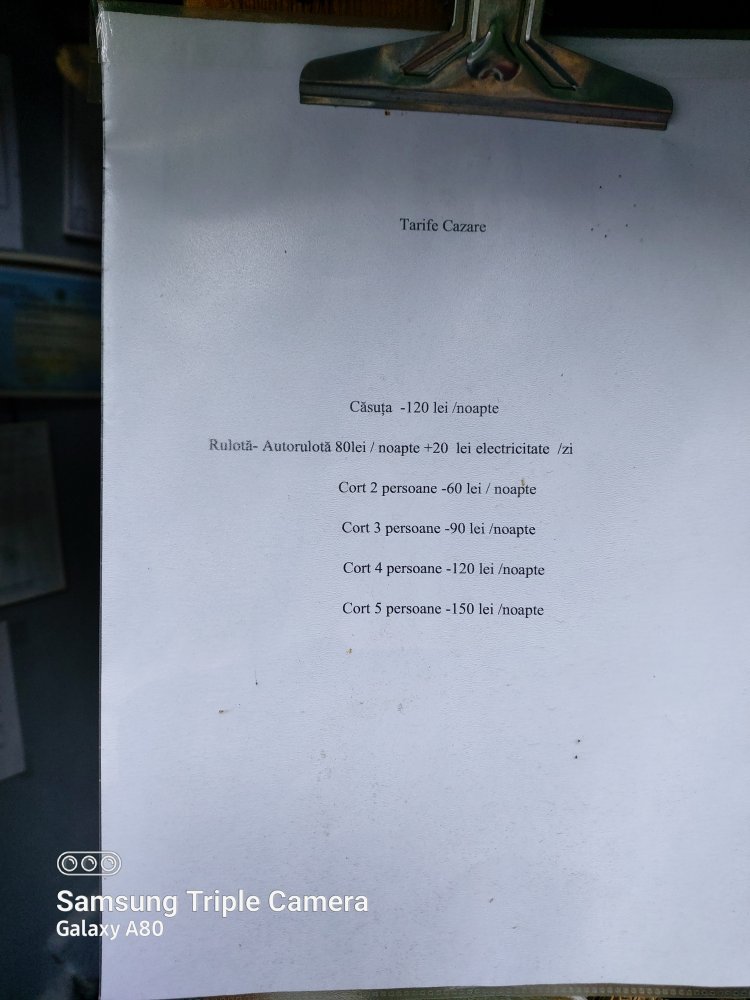 Tarife Cazare
Căsuța -120 lei /noapte
Rulotă- Autorulotă 80lei / noapte +20 lei electricitate /zi
Cort 2 persoane -60 lei / noapte
Cort 3 persoane -90 lei /noapte
Cort 4 persoane -120 lei /noapte
Cort 5 persoane -150 lei /noapte
Samsung Triple Camera
Galaxy A80